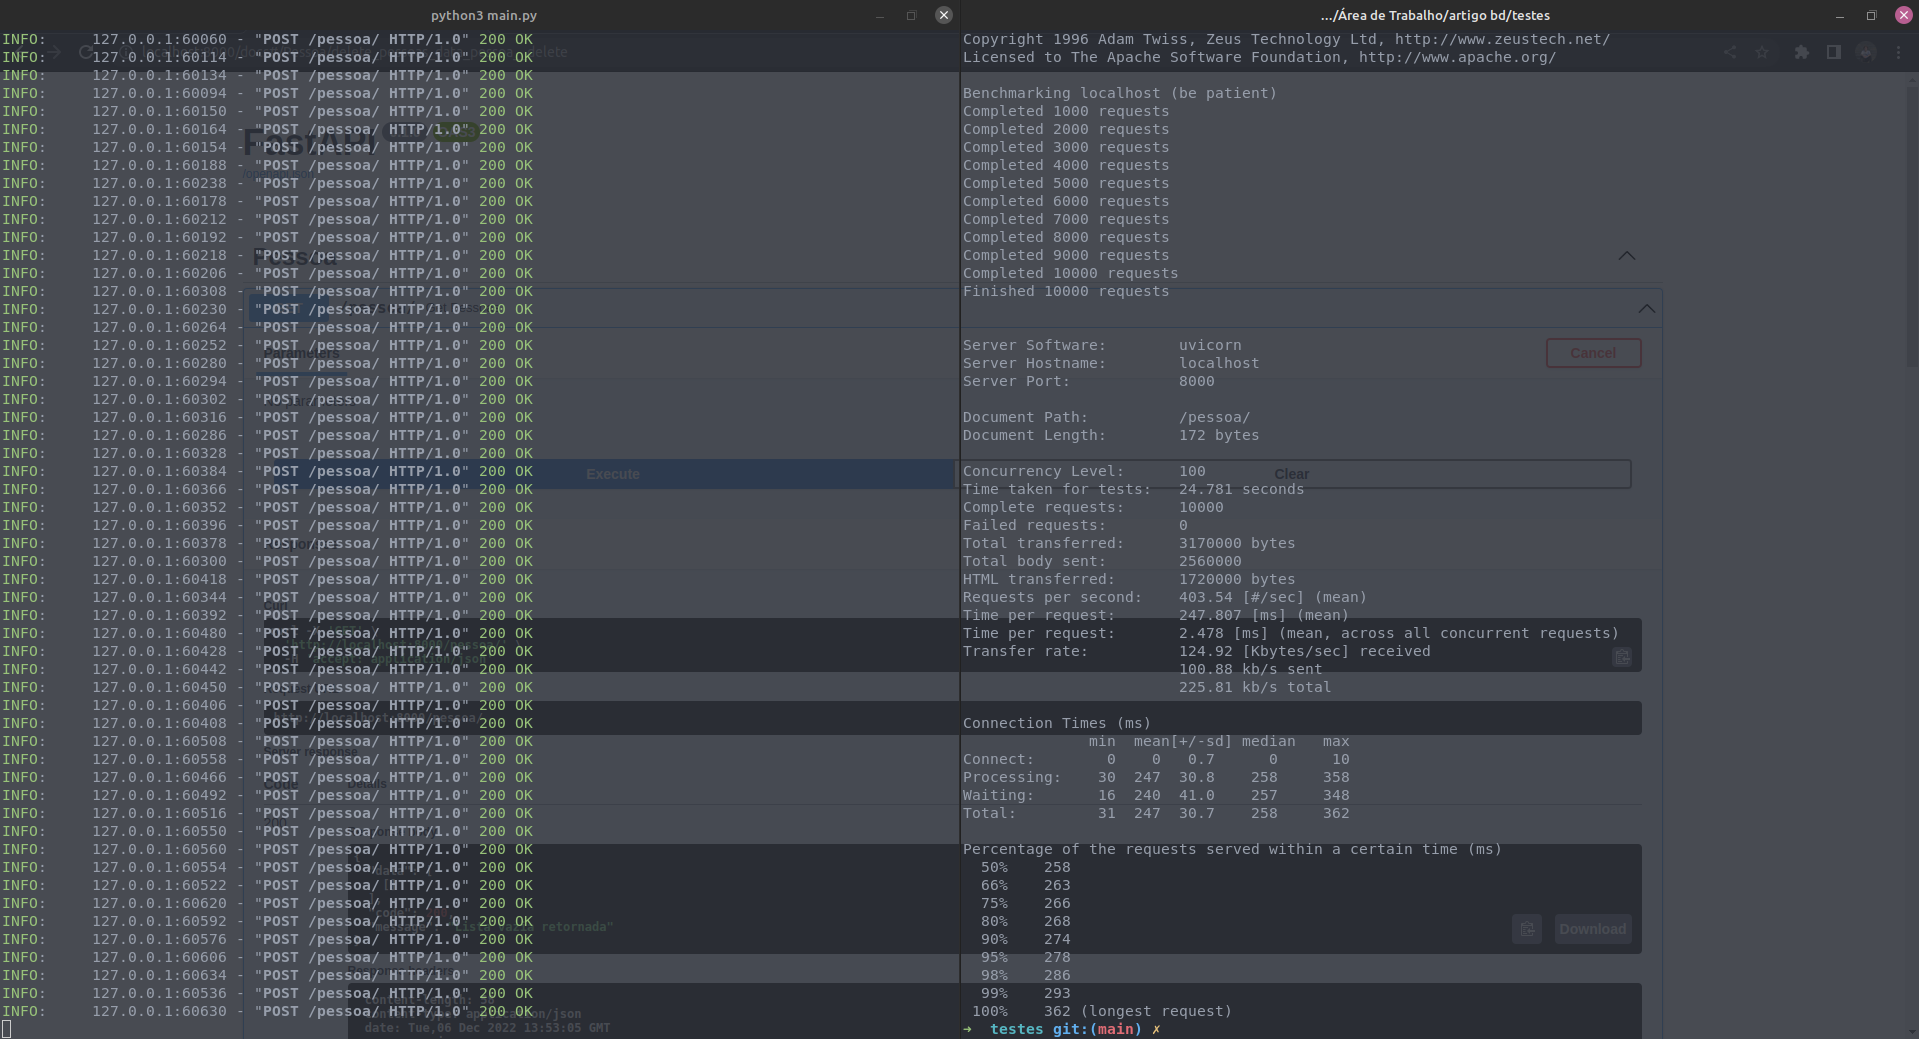 python3 main.py
INFO: 127.0.0.1:60060 - "POST /pessoa/ HTTP/1.0" 200 OK
INFO: 127.0.0.1:60114 - "POST /pessoa/ HTTP/1.0" 200 OK
INFO: 127.0.0.1:60134 - "POST /pessoa/ HTTP/1.0" 200 OK
INFO: 127.0.0.1:60094 - "POST /pessoa/ HTTP/1.0" 200 OK
INFO: 127.0.0.1:60150 - "POST /pessoa/ HTTP/1.0" 200 OK
INFO: 127.0.0.1:60164 - "POST /pessoa/ HTTP/1.0" 200 OK
INFO: 127.0.0.1:60154 - "POST /pessoa/ HTTP/1.0" 200 OK
INFO: 127.0.0.1:60188 - "POST /pessoa/ HTTP/1.0" 200 OK
INFO: 127.0.0.1:60238 - "POST /pessoa/ HTTP/1.0" 200 OK
INFO: 127.0.0.1:60178 - "POST /pessoa/ HTTP/1.0" 200 OK
INFO: 127.0.0.1:60212 - "POST /pessoa/ HTTP/1.0" 200 OK
INFO: 127.0.0.1:60192 - "POST /pessoa/ HTTP/1.0" 200 OK
INFO: 127.0.0.1:60218 - "POST /pessoa/ HTTP/1.0" 200 OK
INFO: 127.0.0.1:60206 - "POST /pessoa/ HTTP/1.0" 200 OK
INFO: 127.0.0.1:60308 - "POST /pessoa/ HTTP/1.0" 200 OK
INFO: 127.0.0.1:60230 - "POST /pessoa/ HTTP/1.0" 200 OK
INFO: 127.0.0.1:60264 - "POST /pessoa/ HTTP/1.0" 200 OK
INFO: 127.0.0.1:60252 - "POST /pessoa/ HTTP/1.0" 200 OK
INFO: 127.0.0.1:60280 - "POST /pessoa/ HTTP/1.0" 200 OK
INFO: 127.0.0.1:60294 - "POST /pessoa/ HTTP/1.0" 200 OK
INFO: 127.0.0.1:60302 - "POST /pessoa/ HTTP/1.0" 200 OK
INFO: 127.0.0.1:60316 - "POST /pessoa/ HTTP/1.0" 200 OK
INFO: 127.0.0.1:60286 - "POST /pessoa/ HTTP/1.0" 200 OK
INFO: 127.0.0.1:60328 - "POST /pessoa/ HTTP/1.0" 200 OK
INFO: 127.0.0.1:60384 - "POST /pessoa/ HTTP/1.0" 200 OK
INFO: 127.0.0.1:60366 - "POST /pessoa/ HTTP/1.0" 200 OK
INFO: 127.0.0.1:60352 - "POST /pessoa/ HTTP/1.0" 200 OK
INFO: 127.0.0.1:60396 - "POST /pessoa/ HTTP/1.0" 200 OK
INFO: 127.0.0.1:60378 - "POST /pessoa/ HTTP/1.0" 200 OK
INFO: 127.0.0.1:60300 - "POST /pessoa/ HTTP/1.0" 200 OK
INFO: 127.0.0.1:60418 - "POST /pessoa/ HTTP/1.0" 200 OK
INFO: 127.0.0.1:60344 - "POST /pessoa/ HTTP/1.0" 200 OK
INFO: 127.0.0.1:60392 - "POST /pessoa/ HTTP/1.0" 200 OK
INFO: 127.0.0.1:60480 - "POST /pessoa/ HTTP/1.0" 200 OK
INFO: 127.0.0.1:60428 - "POST /pessoa/ HTTP/1.0" 200 OK
INFO: 127.0.0.1:60442 - "POST /pessoa/ HTTP/1.0" 200 OK
INFO: 127.0.0.1:60450 - "POST /pessoa/ HTTP/1.0" 200 OK
INFO: 127.0.0.1:60406 - "POST /pessoa/ HTTP/1.0" 200 OK
INFO: 127.0.0.1:60408 - "POST /pessoa/ HTTP/1.0" 200 OK
INFO: 127.0.0.1:60508 - "POST /pessoa/ HTTP/1.0" 200 OK
INFO: 127.0.0.1:60558 - "POST /pessoa/ HTTP/1.0" 200 OK
INFO: 127.0.0.1:60466 - "POST /pessoa/ HTTP/1.0" 200 OK
INFO: 127.0.0.1:60492 - "POST /pessoa/ HTTP/1.0" 200 OK
INFO: 127.0.0.1:60516 - "POST /pessoa/ HTTP/1.0" 200 OK
INFO: 127.0.0.1:60550 - "POST /pessoa/ HTTP/1.0" 200 OK
INFO: 127.0.0.1:60560 - "POST /pessoa/ HTTP/1.0" 200 OK
INFO: 127.0.0.1:60554 - "POST /pessoa/ HTTP/1.0" 200 OK
INFO: 127.0.0.1:60522 - "POST /pessoa/ HTTP/1.0" 200 OK
INFO: 127.0.0.1:60620 - "POST /pessoa/ HTTP/1.0" 200 OK
INFO: 127.0.0.1:60592 - "POST /pessoa/ HTTP/1.0" 200 OK
INFO: 127.0.0.1:60576 - "POST /pessoa/ HTTP/1.0" 200 OK
INFO: 127.0.0.1:60606 - "POST /pessoa/ HTTP/1.0" 200 OK
INFO: 127.0.0.1:60634 - "POST /pessoa/ HTTP/1.0" 200 OK
INFO: 127.0.0.1:60536 - "POST /pessoa/ HTTP/1.0" 200 OK
INFO: 127.0.0.1:60630 - "POST /pessoa/ HTTP/1.0" 200 OK
.../Área de Trabalho/artigo bd/testes
Copyright 1996 Adam Twiss, Zeus Technology Ltd, http://www.zeustech.net/
Licensed to The Apache Software Foundation, http://www.apache.org/
Benchmarking localhost (be patient)
Completed 1000 requests
Completed 2000 requests
Completed 3000 requests
Completed 4000 requests
Completed 5000 requests
Completed 6000 requests
Completed 7000 requests
Completed 8000 requests
Completed 9000 requests
Completed 10000 requests
Finished 10000 requests
Server Software: uvicorn
Server Hostname: localhost
Server Port: 8000
Document Path: /pessoa/
Document Length: 172 bytes
Concurrency Level: 100
Time taken for tests: 24.781 seconds
Complete requests: 10000
Failed requests: 0
Total transferred: 3170000 bytes
Total body sent: 2560000
HTML transferred: 1720000 bytes
Requests per second: 403.54 [#/sec] (mean)
Time per request: 247.807 [ms] (mean)
Time per request: 2.478 [ms] (mean, across all concurrent requests)
Transfer rate: 124.92 [Kbytes/sec] received
100.88 kb/s sent
225.81 kb/s total
Connection Times (ms)
min mean[+/-sd] median max
Connect: 0 0 0.7 0 10
Processing: 30 247 30.8 258 358
Waiting: 16 240 41.0 257 348
Total: 31 247 30.7 258 362
Percentage of the requests served within a certain time (ms)
50% 258
66% 263
75% 266
80% 268
90% 274
95% 278
98% 286
99% 293
100% 362 (longest request)
→ testes git:(main) ✗
Cancel
Execute
Clear
Download
Details
retornada"
application/json
date: Tue,06 Dec 2022 13:53:05 GMT